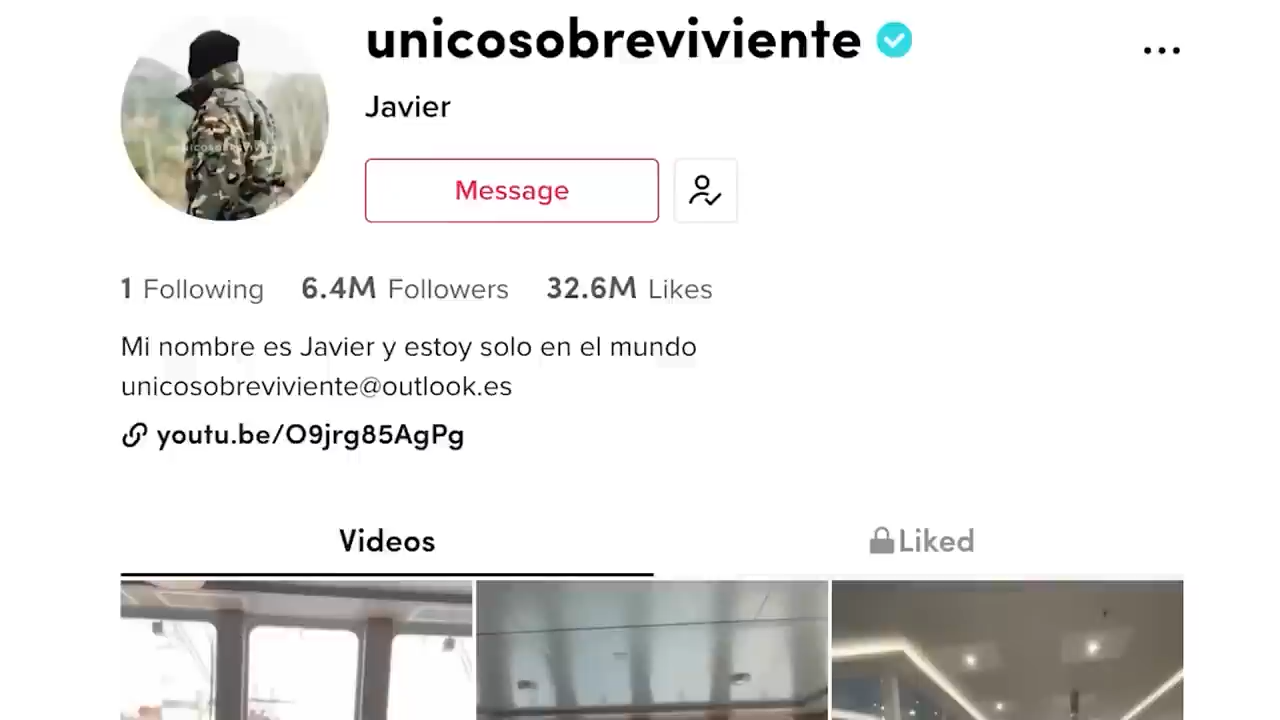 unicosobreviviente
Javier
Message
1 Following 6.4M Followers 32.6M Likes
Mi nombre es Javier y estoy solo en el mundo
unicosobreviviente@outlook.es
youtu.be/O9jrg85AgPg
Videos
Liked